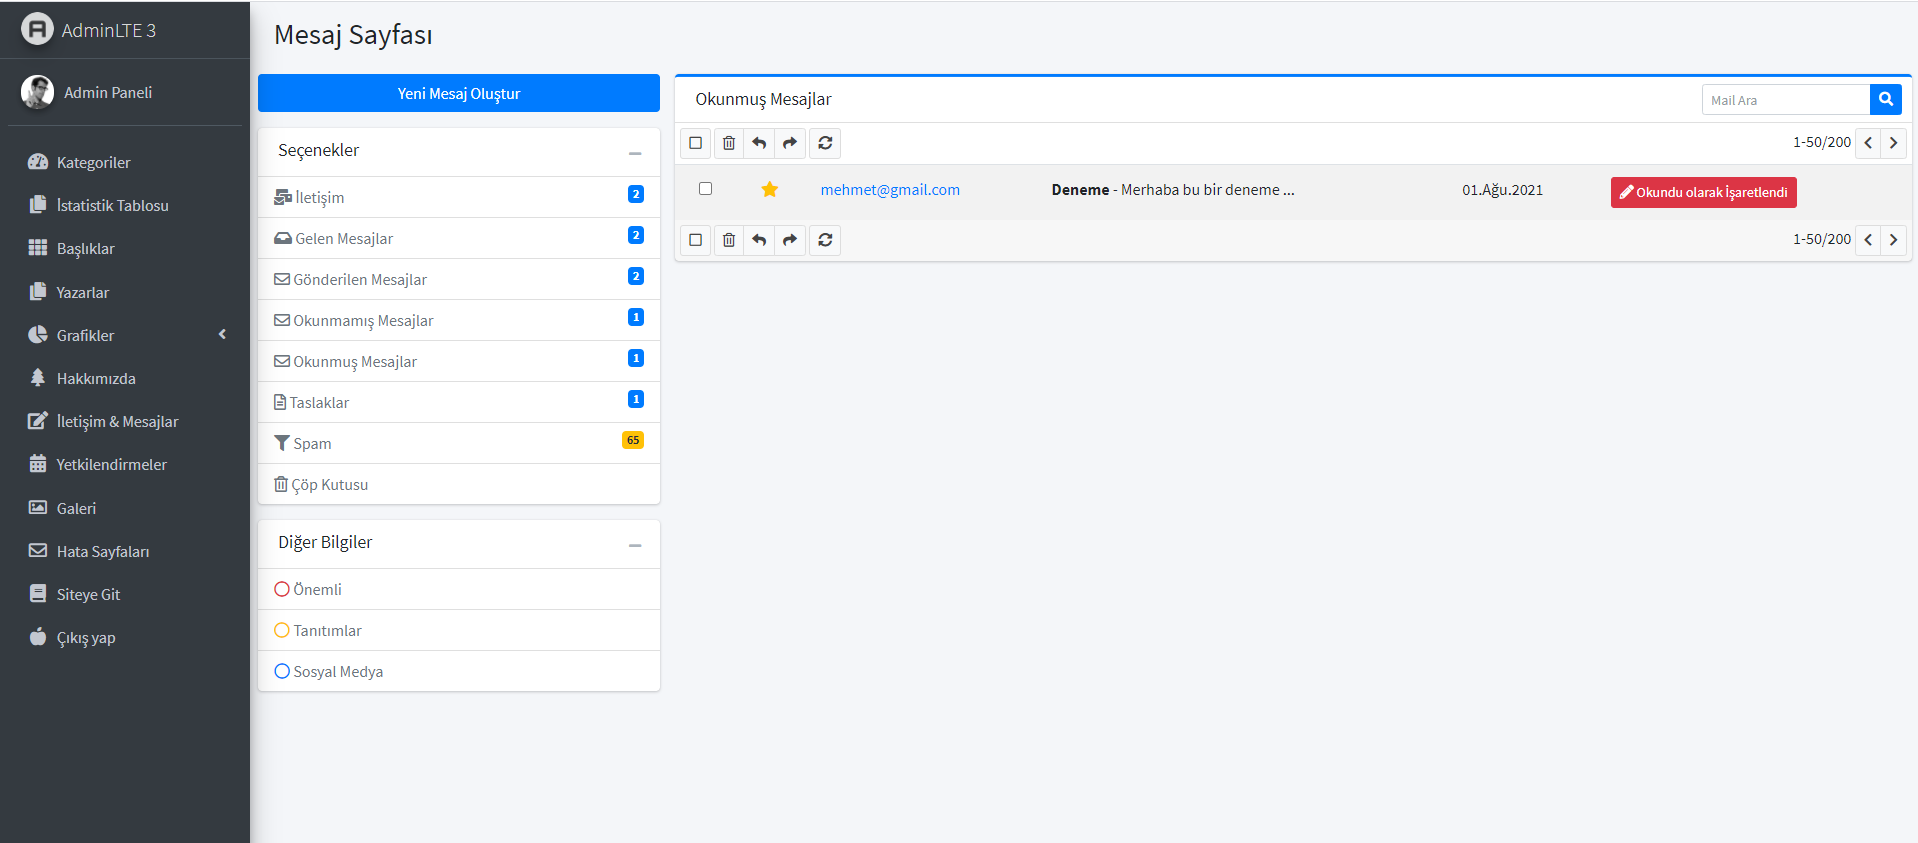 AdminLTE 3
Admin Paneli
Kategoriler
İstatistik Tablosu
Başlıklar
Yazarlar
Grafikler
Hakkımızda
İletişim & Mesajlar
Yetkilendirmeler
Galeri
Hata Sayfaları
Siteye Git
Çıkış yap
Mesaj Sayfası
Yeni Mesaj Oluştur
Seçenekler
İletişim 2
Gelen Mesajlar 2
Gönderilen Mesajlar 2
Okunmamış Mesajlar 1
Okunmuş Mesajlar 1
Taslaklar 1
Spam 65
Çöp Kutusu
Diğer Bilgiler
Önemli
Tanıtımlar
Sosyal Medya
Okunmuş Mesajlar Mail Ara
1-50/200
mehmet@gmail.com Deneme - Merhaba bu bir deneme ... 01.Ağu.2021 Okundu olarak İşaretlendi
1-50/200